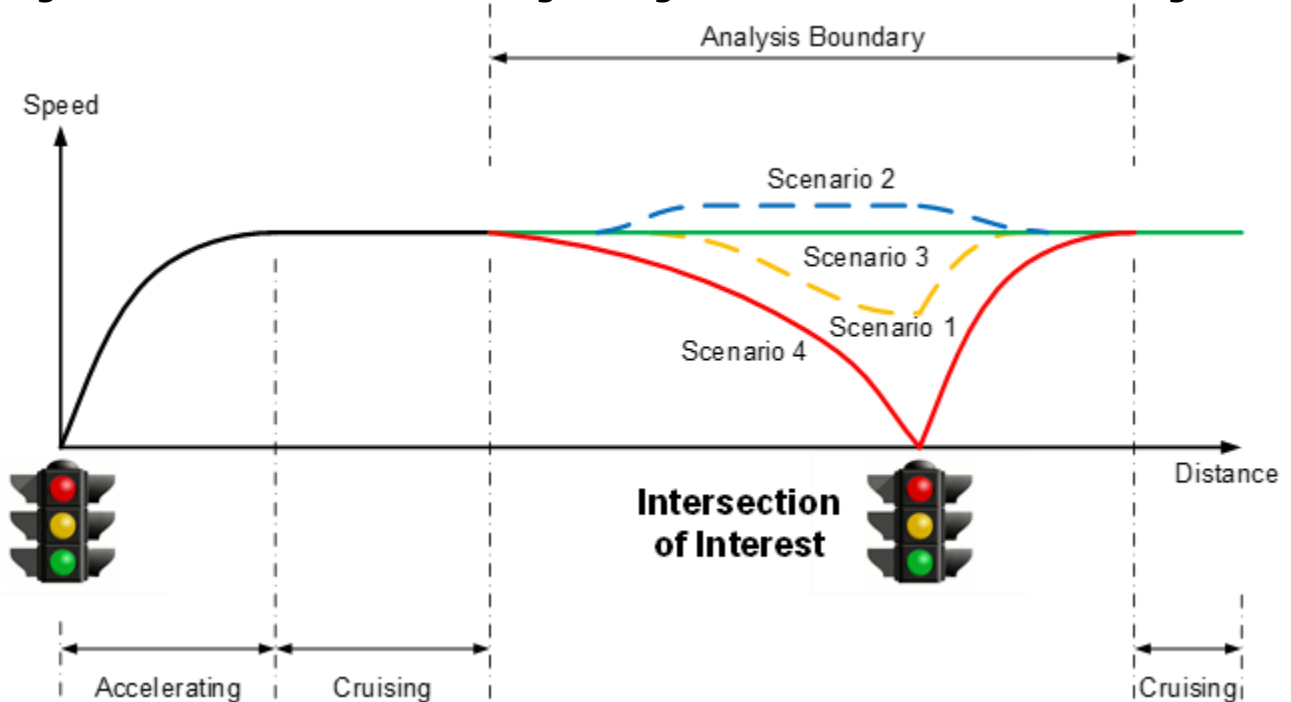 Analysis Boundary
Speed
Scenario 2
Scenario 3
Scenario 1
Scenario 4
Distance
Intersection
of Interest
Accelerating
Cruising
Cruising